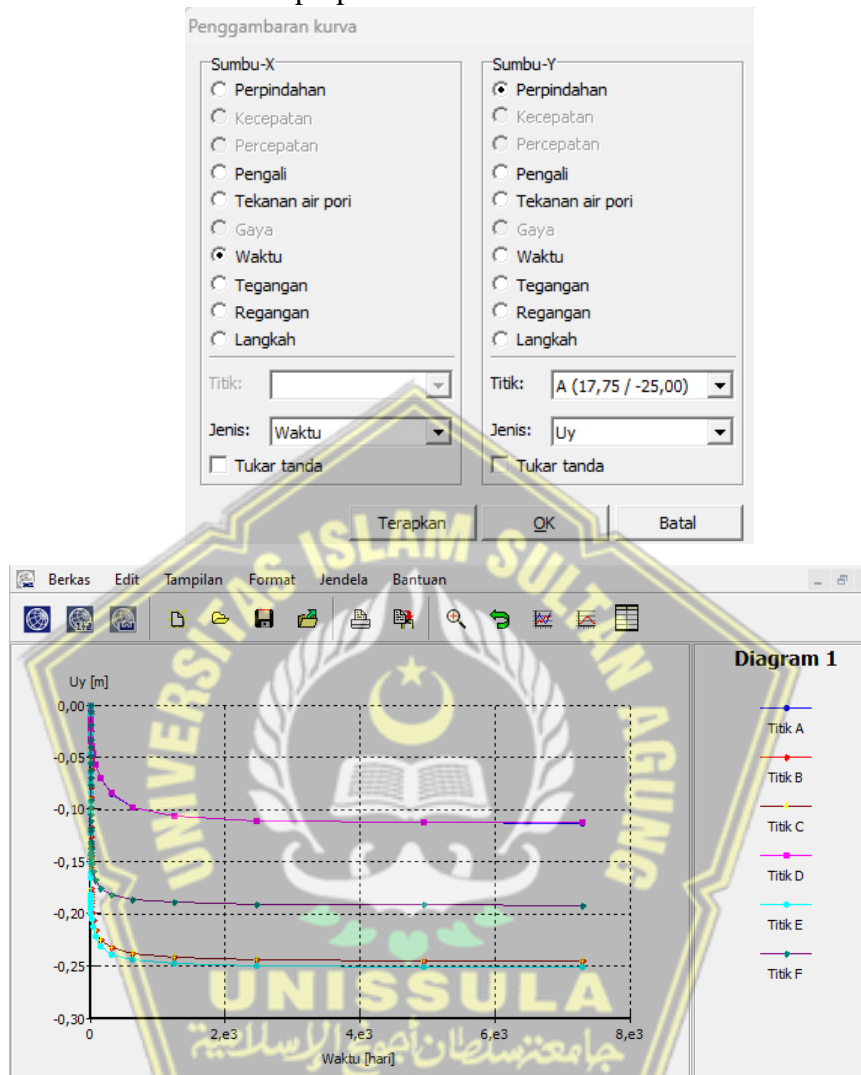 Penggambaran kurva
Sumbu-X
Perpindahan
Kecepatan
Percepatan
Pengali
Tekanan air pori
Gaya
Waktu
Tegangan
Regangan
Langkah
Titik:
Jenis: Waktu
Tukar tanda
Sumbu-Y
Perpindahan
Kecepatan
Percepatan
Pengali
Tekanan air pori
Gaya
Waktu
Tegangan
Regangan
Langkah
Titik: A (17,75 / -25,00)
Jenis: Uy
Tukar tanda
Terapkan OK Batal
Berkas Edit Tampilan Format Jendela Bantuan
Diagram 1
Uy [m]
0,00
-0,05
-0,10
-0,15
-0,20
-0,25
-0,30
0 2,e3 4,e3 6,e3 8,e3
Waktu [hari]
Titik A
Titik B
Titik C
Titik D
Titik E
Titik F
UNIVERSITAS ISLAM SULTAN AGUNG
UNISSULA
جامعة سلطان أجونج الإسلامية